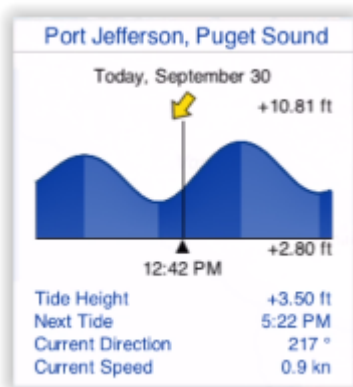 Port Jefferson, Puget Sound
Today, September 30
+10.81 ft
+2.80 ft
12:42 PM
Tide Height +3.50 ft
Next Tide 5:22 PM
Current Direction 217 °
Current Speed 0.9 kn